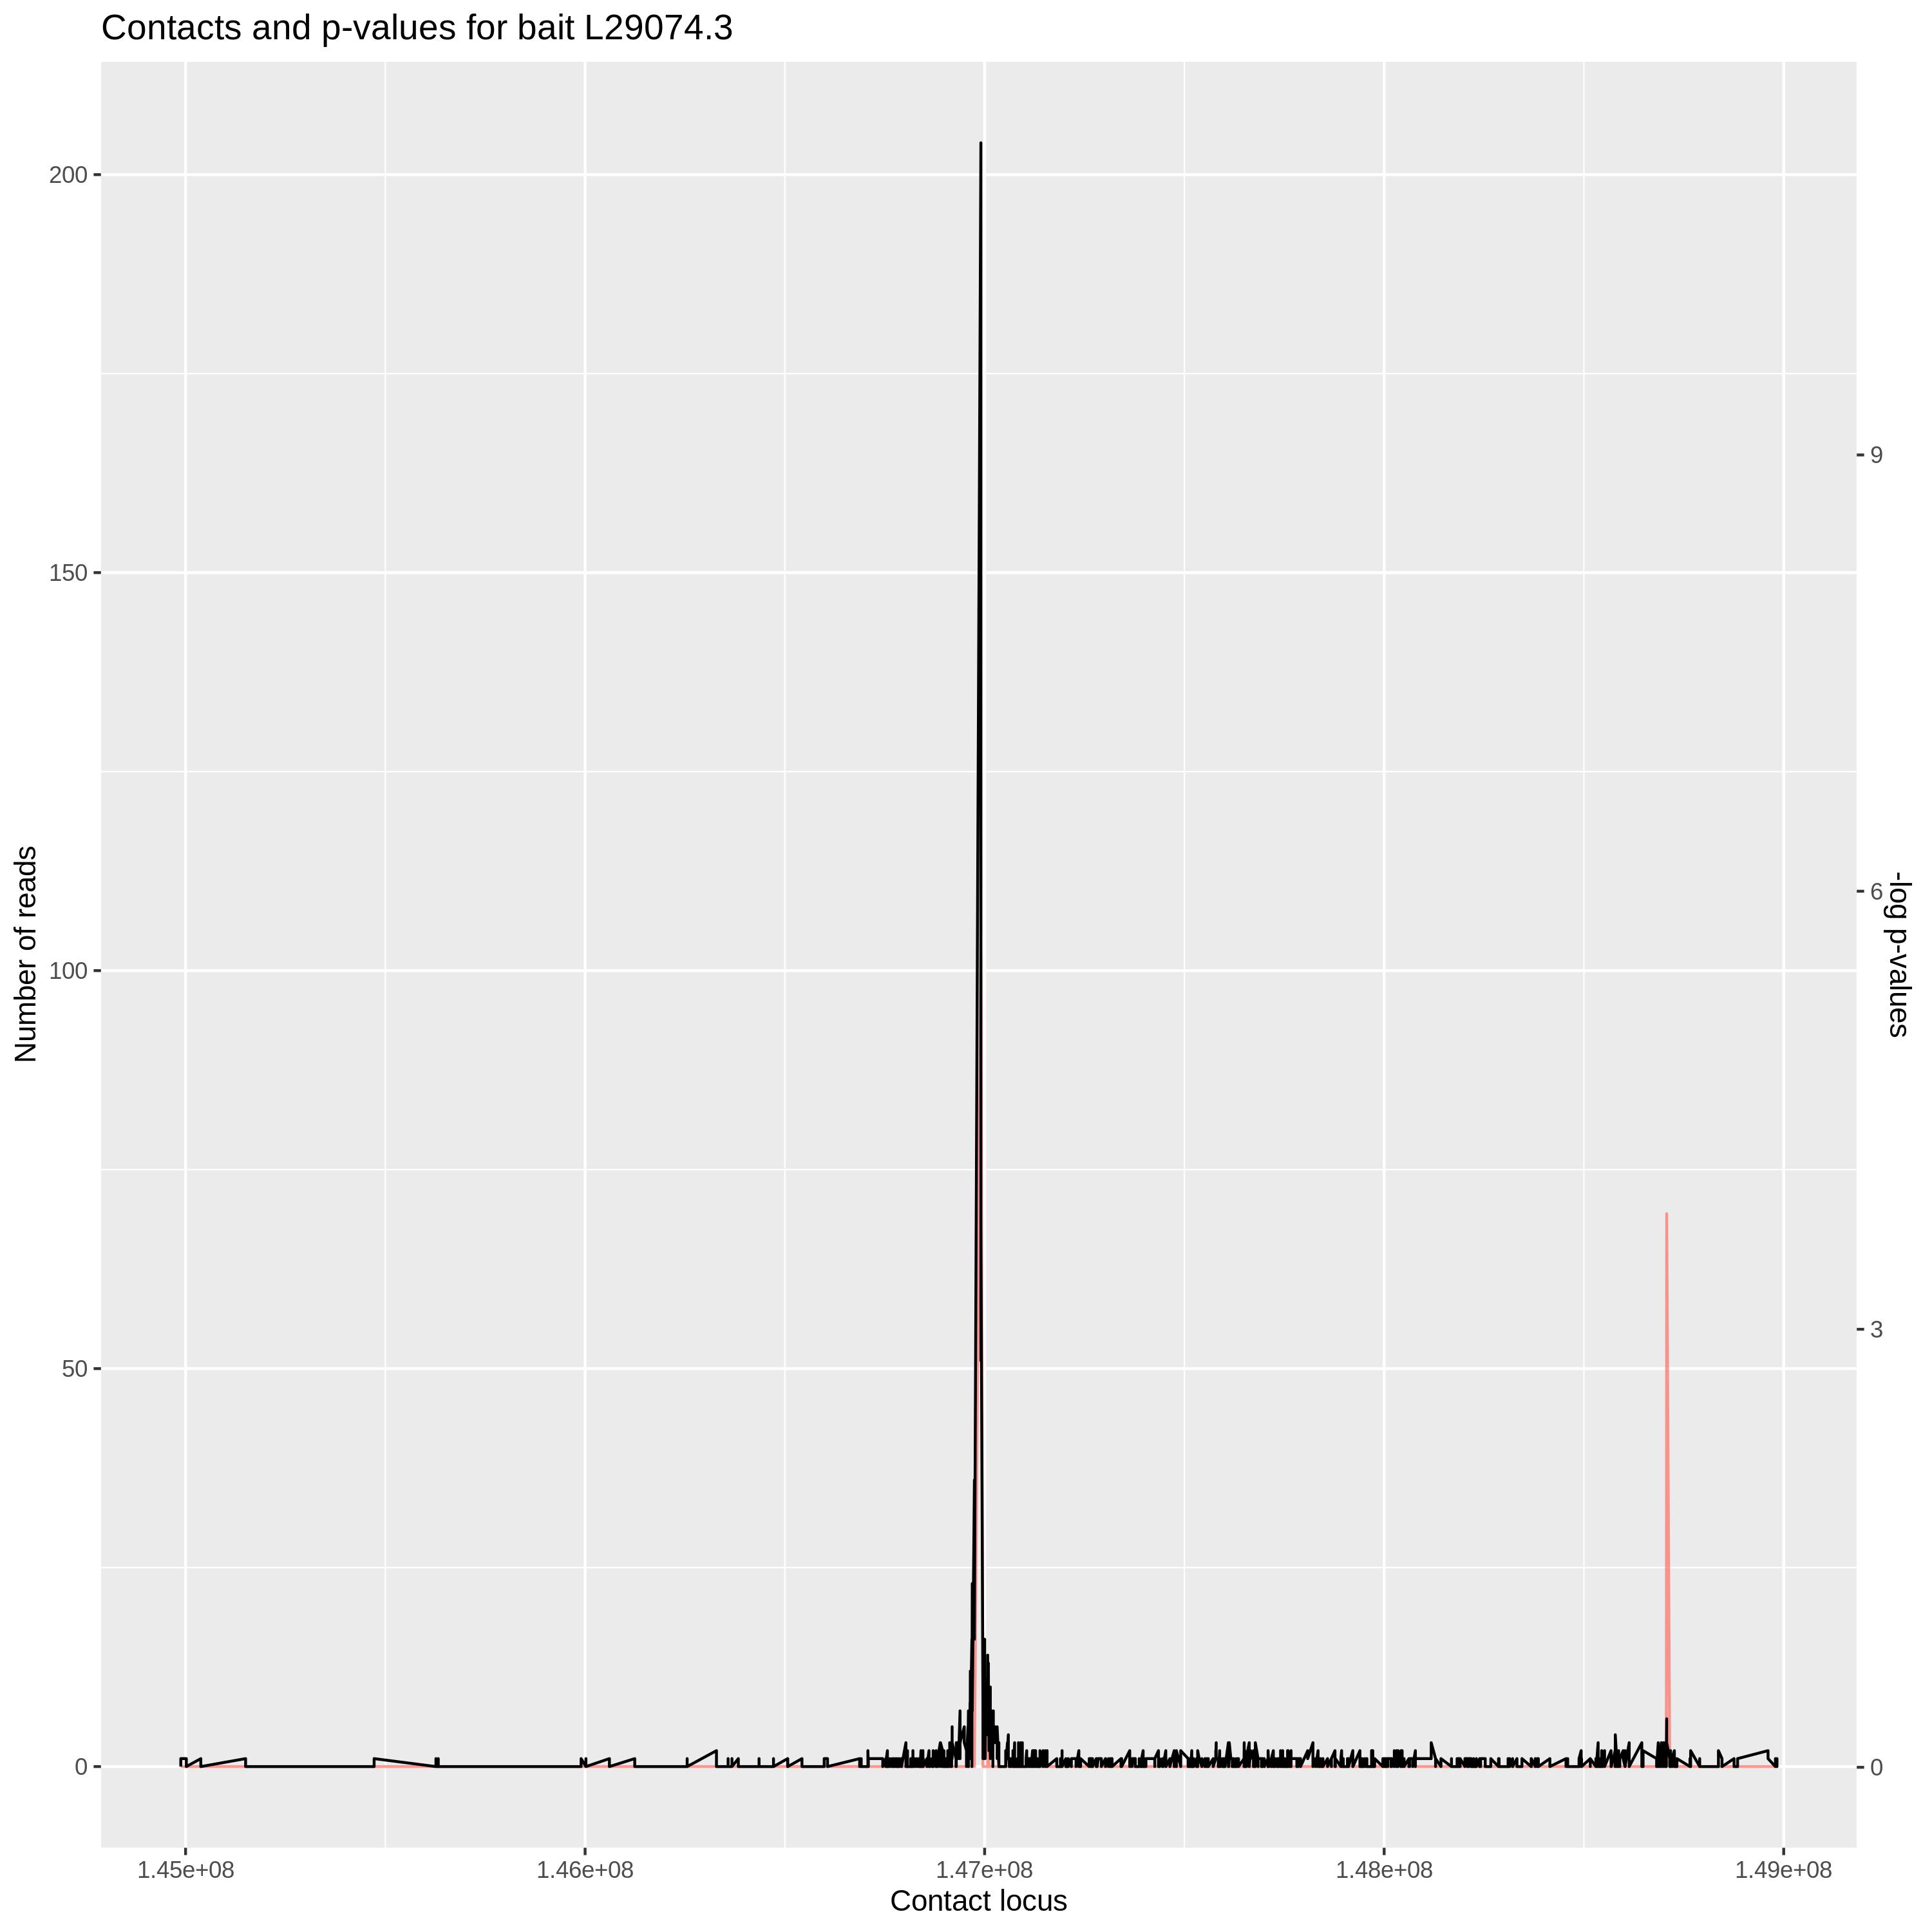 Contacts and p-values for bait L29074.3
200
150
100
50
0
Number of reads
9
6
3
0
-log p-values
1.45e+08 1.46e+08 1.47e+08 1.48e+08 1.49e+08
Contact locus